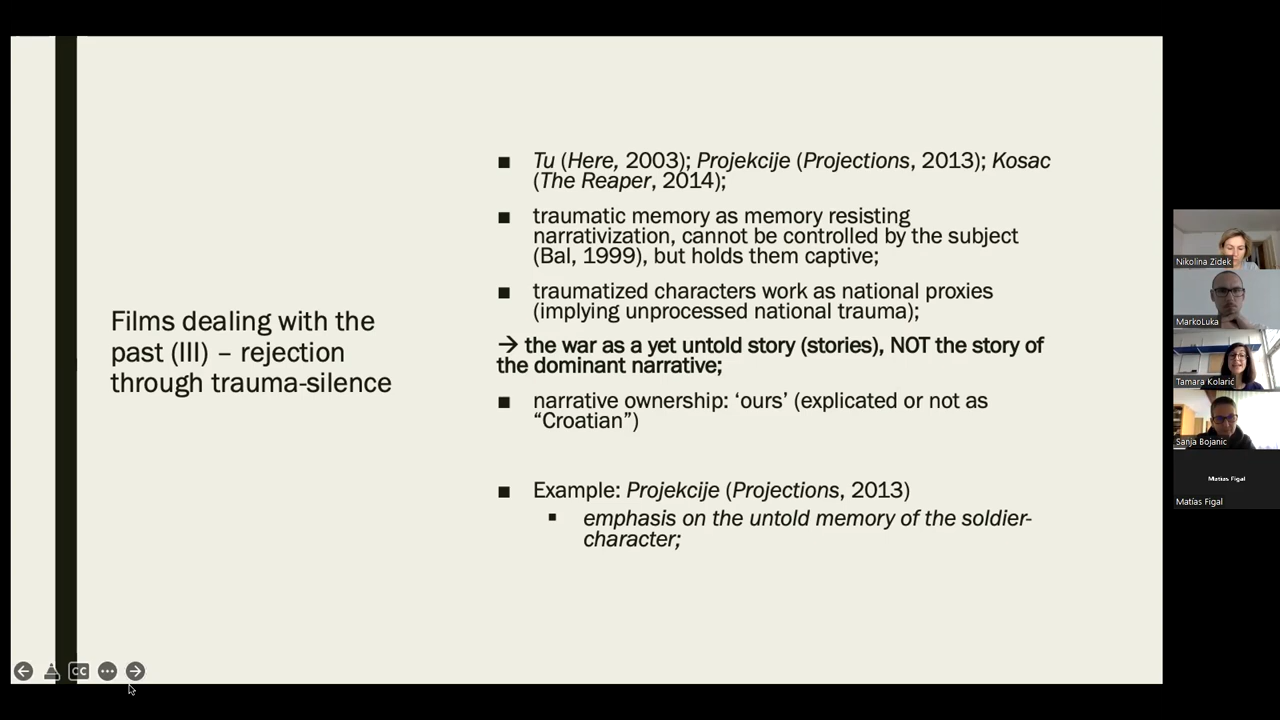 Films dealing with the
past (III) – rejection
through trauma-silence
■ Tu (Here, 2003); Projekcije (Projections, 2013); Kosac
(The Reaper, 2014);
■ traumatic memory as memory resisting
narrativization, cannot be controlled by the subject
(Bal, 1999), but holds them captive;
■ traumatized characters work as national proxies
(implying unprocessed national trauma);
→ the war as a yet untold story (stories), NOT the story of
the dominant narrative;
■ narrative ownership: ‘ours’ (explicated or not as
“Croatian”)
■ Example: Projekcije (Projections, 2013)
▪ emphasis on the untold memory of the soldier-
character;
CC
Nikolina Zidek
MarkoLuka
Tamara Kolarić
Sanja Bojanic
Matias Figal
Matías Figal